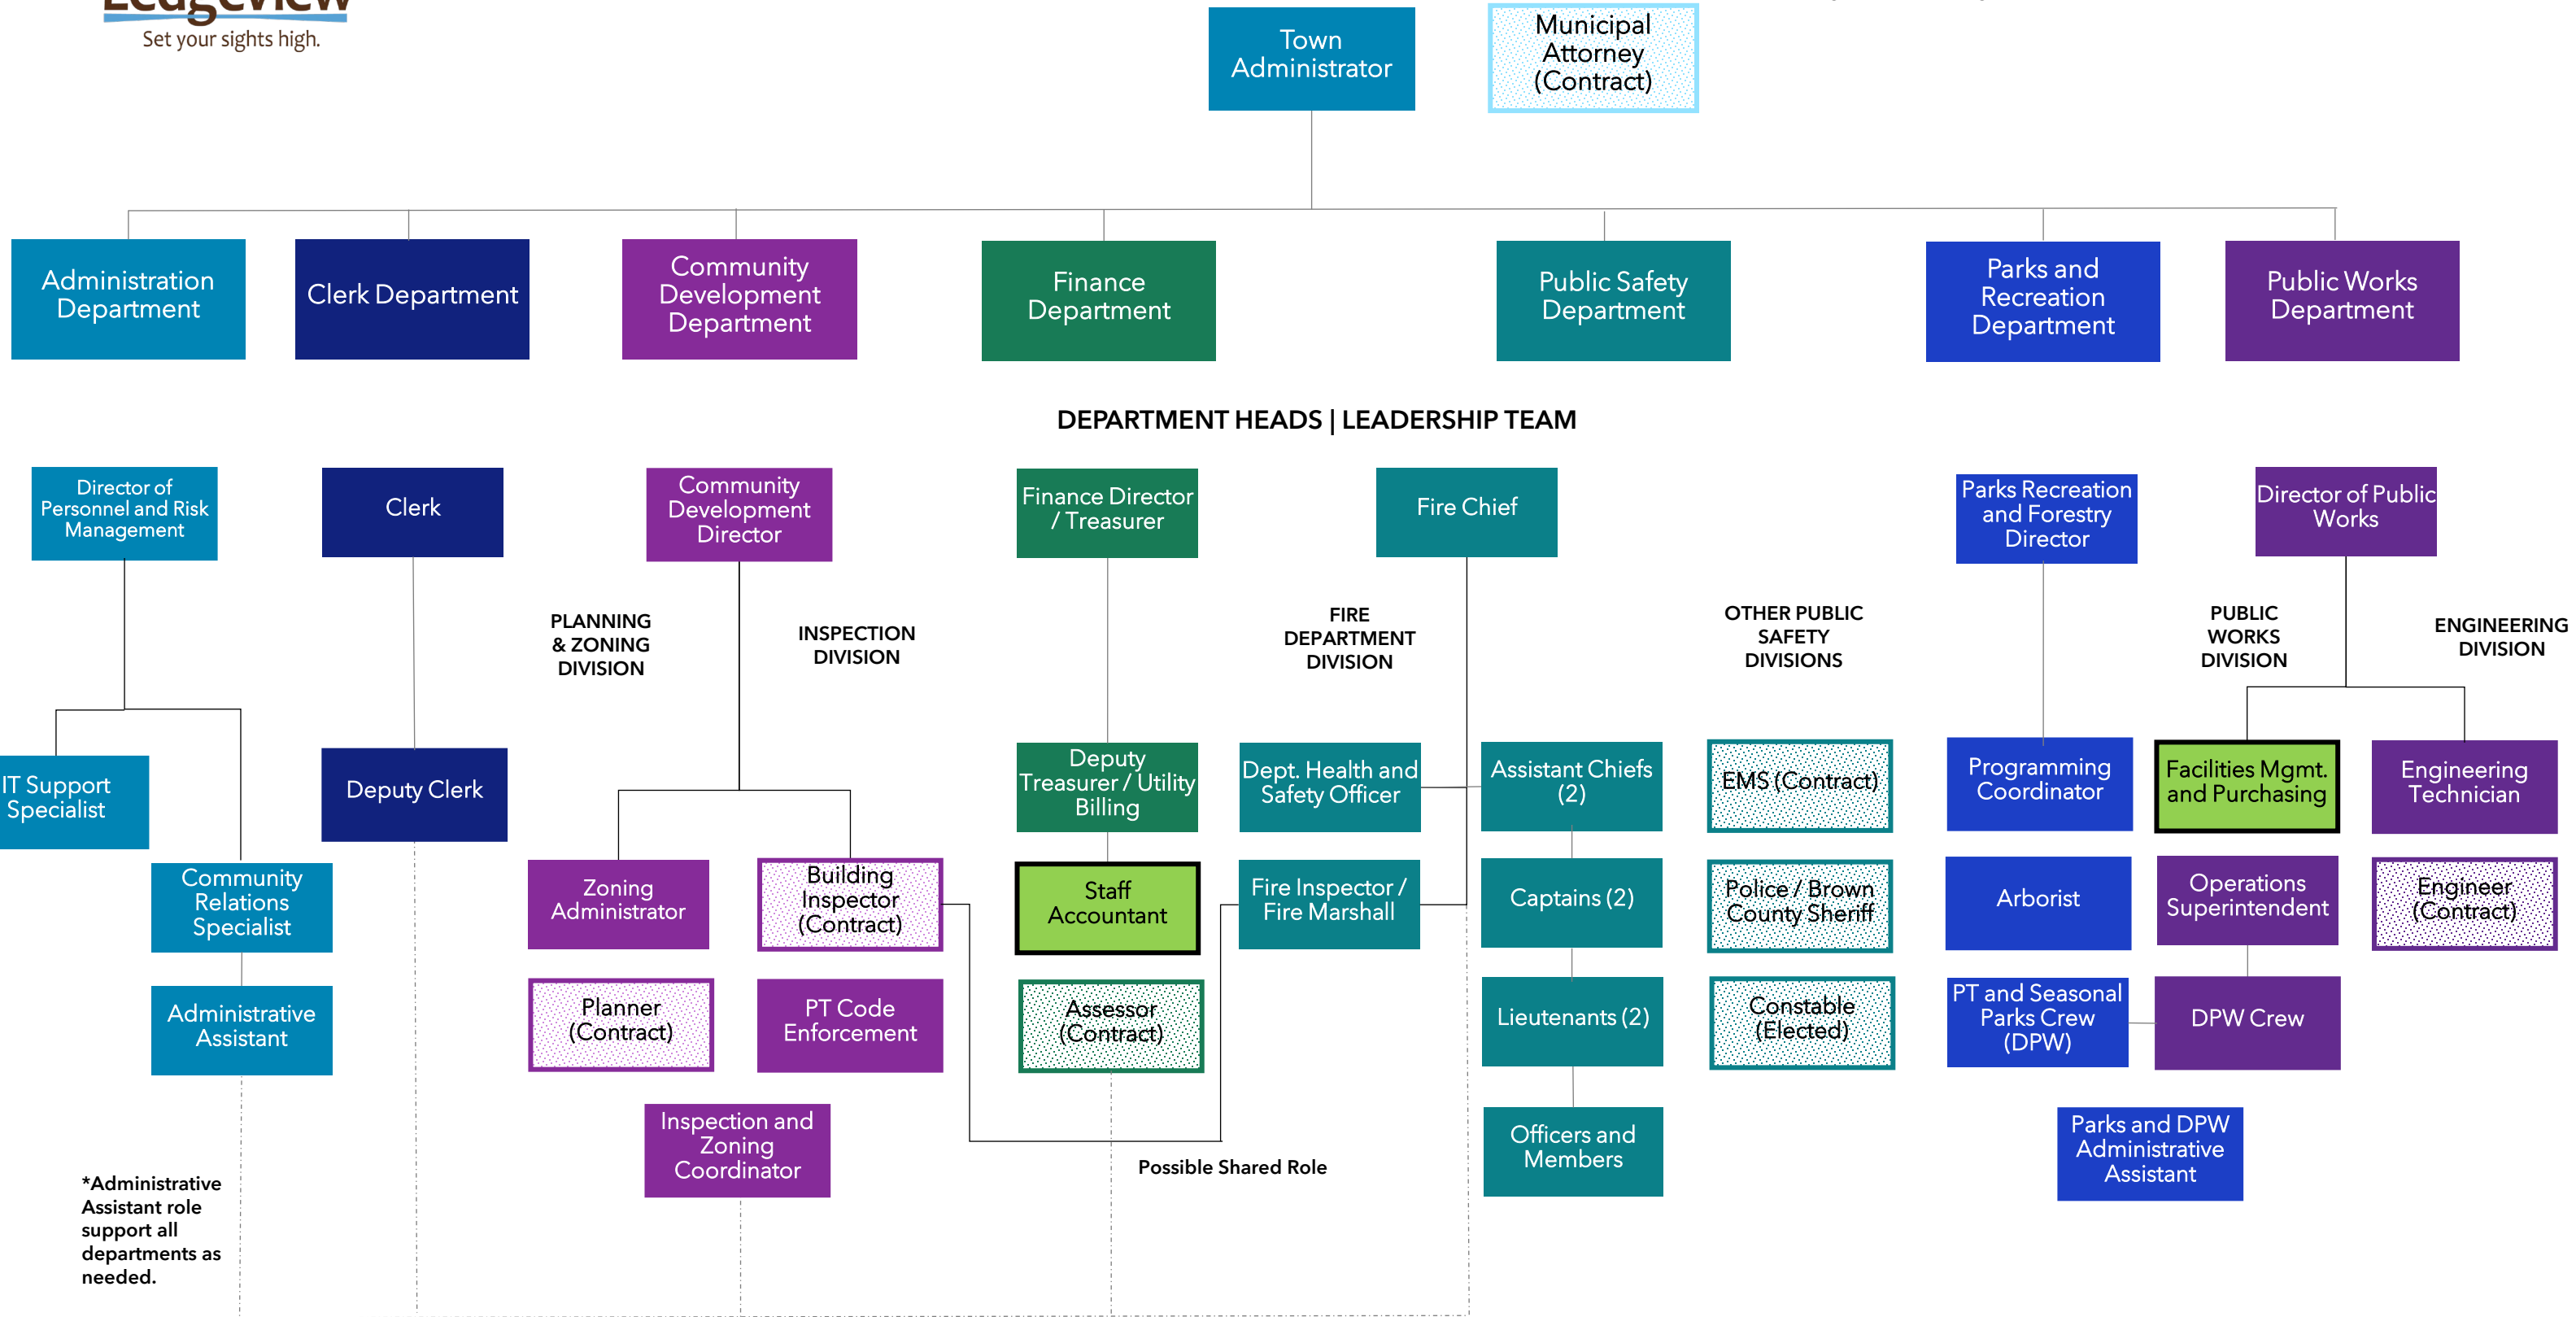 Ledgeview
Set your sights high.
Town
Administrator
Municipal
Attorney
(Contract)
Administration
Department
Clerk Department
Community
Development
Department
Finance
Department
Public Safety
Department
Parks and
Recreation
Department
Public Works
Department
DEPARTMENT HEADS | LEADERSHIP TEAM
Director of
Personnel and Risk
Management
Clerk
Community
Development
Director
Finance Director
/ Treasurer
Fire Chief
Parks Recreation
and Forestry
Director
Director of Public
Works
PLANNING
& ZONING
DIVISION
INSPECTION
DIVISION
FIRE
DEPARTMENT
DIVISION
OTHER PUBLIC
SAFETY
DIVISIONS
PUBLIC
WORKS
DIVISION
ENGINEERING
DIVISION
IT Support
Specialist
Deputy Clerk
Deputy
Treasurer / Utility
Billing
Dept. Health and
Safety Officer
Assistant Chiefs
(2)
EMS (Contract)
Programming
Coordinator
Facilities Mgmt.
and Purchasing
Engineering
Technician
Community
Relations
Specialist
Zoning
Administrator
Building
Inspector
(Contract)
Staff
Accountant
Fire Inspector /
Fire Marshall
Captains (2)
Police / Brown
County Sheriff
Arborist
Operations
Superintendent
Engineer
(Contract)
Administrative
Assistant
Planner
(Contract)
PT Code
Enforcement
Assessor
(Contract)
Lieutenants (2)
Constable
(Elected)
PT and Seasonal
Parks Crew
(DPW)
DPW Crew
Inspection and
Zoning
Coordinator
Possible Shared Role
Officers and
Members
Parks and DPW
Administrative
Assistant
*Administrative
Assistant role
support all
departments as
needed.